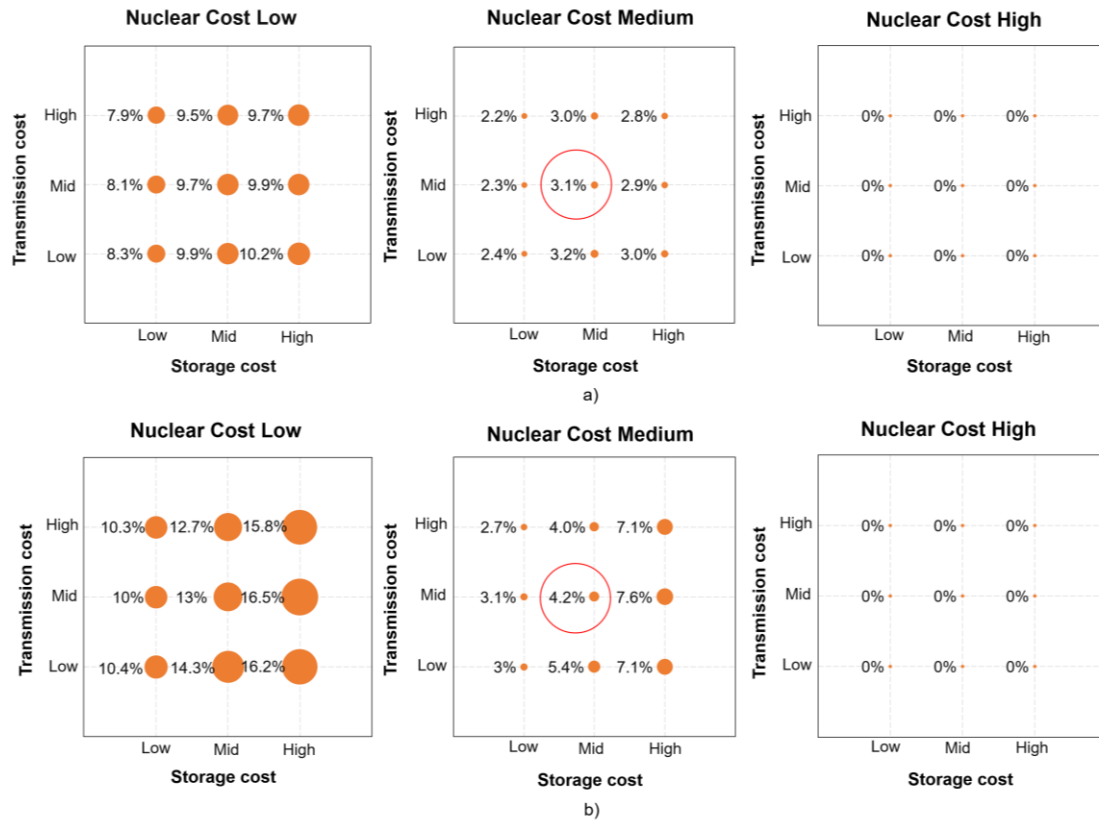 Nuclear Cost Low
Nuclear Cost Medium
Nuclear Cost High
Transmission cost
High
7.9% 9.5% 9.7%
Mid
8.1% 9.7% 9.9%
Low
8.3% 9.9% 10.2%
Low Mid High
Storage cost
Transmission cost
High
2.2% 3.0% 2.8%
Mid
2.3% 3.1% 2.9%
Low
2.4% 3.2% 3.0%
Low Mid High
Storage cost
Transmission cost
High
0% 0% 0%
Mid
0% 0% 0%
Low
0% 0% 0%
Low Mid High
Storage cost
a)
Nuclear Cost Low
Nuclear Cost Medium
Nuclear Cost High
Transmission cost
High
10.3% 12.7% 15.8%
Mid
10% 13% 16.5%
Low
10.4% 14.3% 16.2%
Low Mid High
Storage cost
Transmission cost
High
2.7% 4.0% 7.1%
Mid
3.1% 4.2% 7.6%
Low
3% 5.4% 7.1%
Low Mid High
Storage cost
Transmission cost
High
0% 0% 0%
Mid
0% 0% 0%
Low
0% 0% 0%
Low Mid High
Storage cost
b)